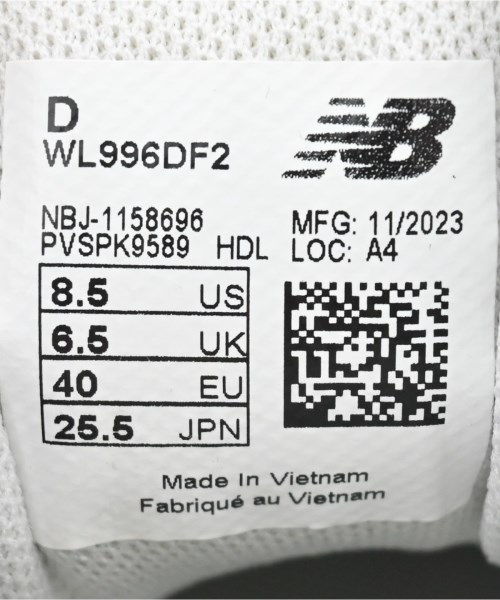 D
WL996DF2
NB
NBJ-1158696
PVSPK9589 HDL
MFG: 11/2023
LOC: A4
8.5 US
6.5 UK
40 EU
25.5 JPN
Made In Vietnam
Fabriqué au Vietnam